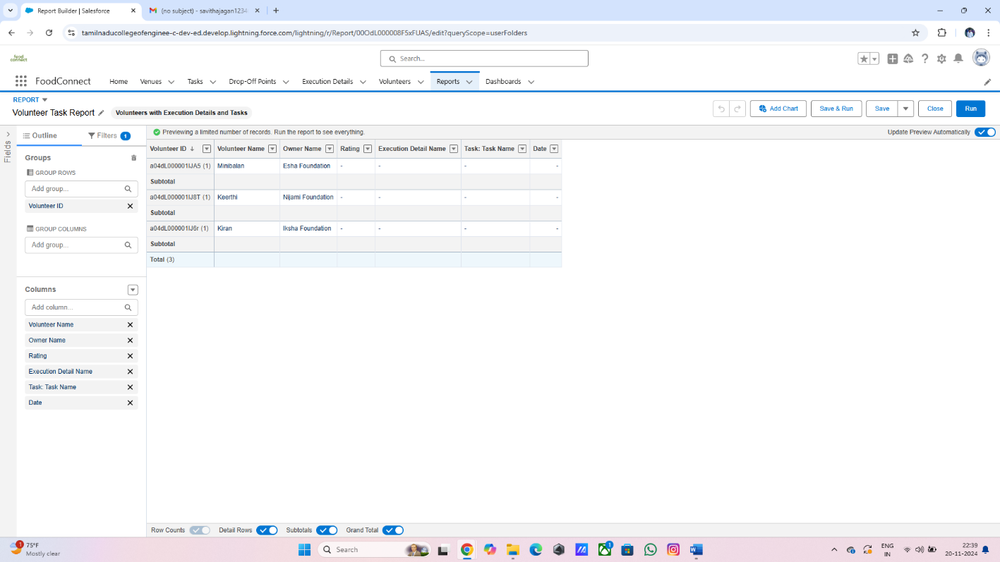 Report Builder | Salesforce
(no subject) - savithajagan1234
tamilnaducollegeofenginee-c-dev-ed.develop.lightning.force.com/lightning/r/Report/00OdL000008F5xFUAS/edit?queryScope=userFolders
food connect
Search...
FoodConnect
Home Venues Tasks Drop-Off Points Execution Details Volunteers Reports Dashboards
REPORT
Volunteer Task Report Volunteers with Execution Details and Tasks
Add Chart Save & Run Save Close Run
Fields
Outline Filters 1
Previewing a limited number of records. Run the report to see everything. Update Preview Automatically
Groups
GROUP ROWS
Add group...
Volunteer ID
GROUP COLUMNS
Add group...
Columns
Add column...
Volunteer Name
Owner Name
Rating
Execution Detail Name
Task: Task Name
Date
Volunteer ID Volunteer Name Owner Name Rating Execution Detail Name Task: Task Name Date
a04dL000001IJA5 (1) Minibalan Esha Foundation - - - -
Subtotal
a04dL000001IJ8T (1) Keerthi Nijami Foundation - - - -
Subtotal
a04dL000001IJ6r (1) Kiran Iksha Foundation - - - -
Subtotal
Total (3)
Row Counts Detail Rows Subtotals Grand Total
1 75°F
Mostly clear
Search
1
ENG
IN
22:39
20-11-2024